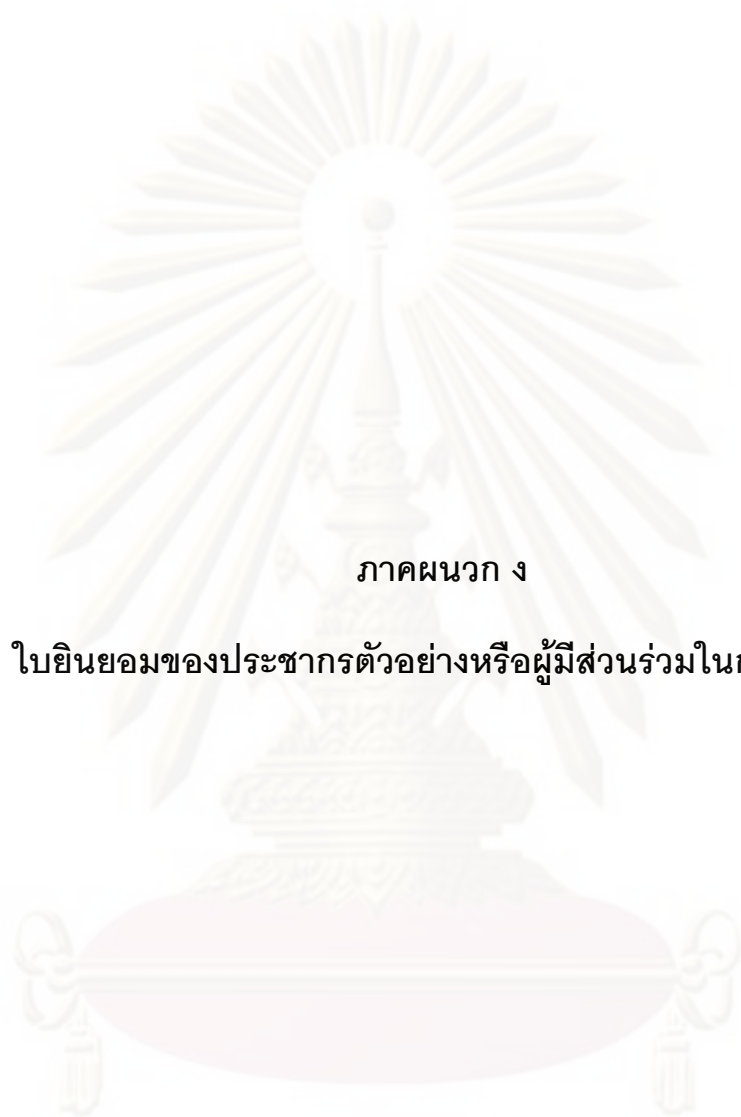 ภาคผนวก ง
ใบยินยอมของประชากรตัวอย่างหรือผู้มีส่วนร่วมใน